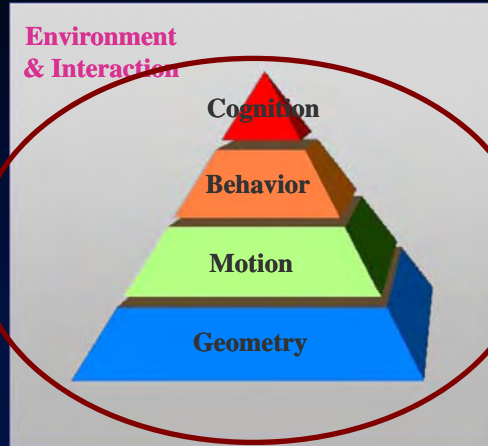 Environment
& Interaction
Cognition
Behavior
Motion
Geometry